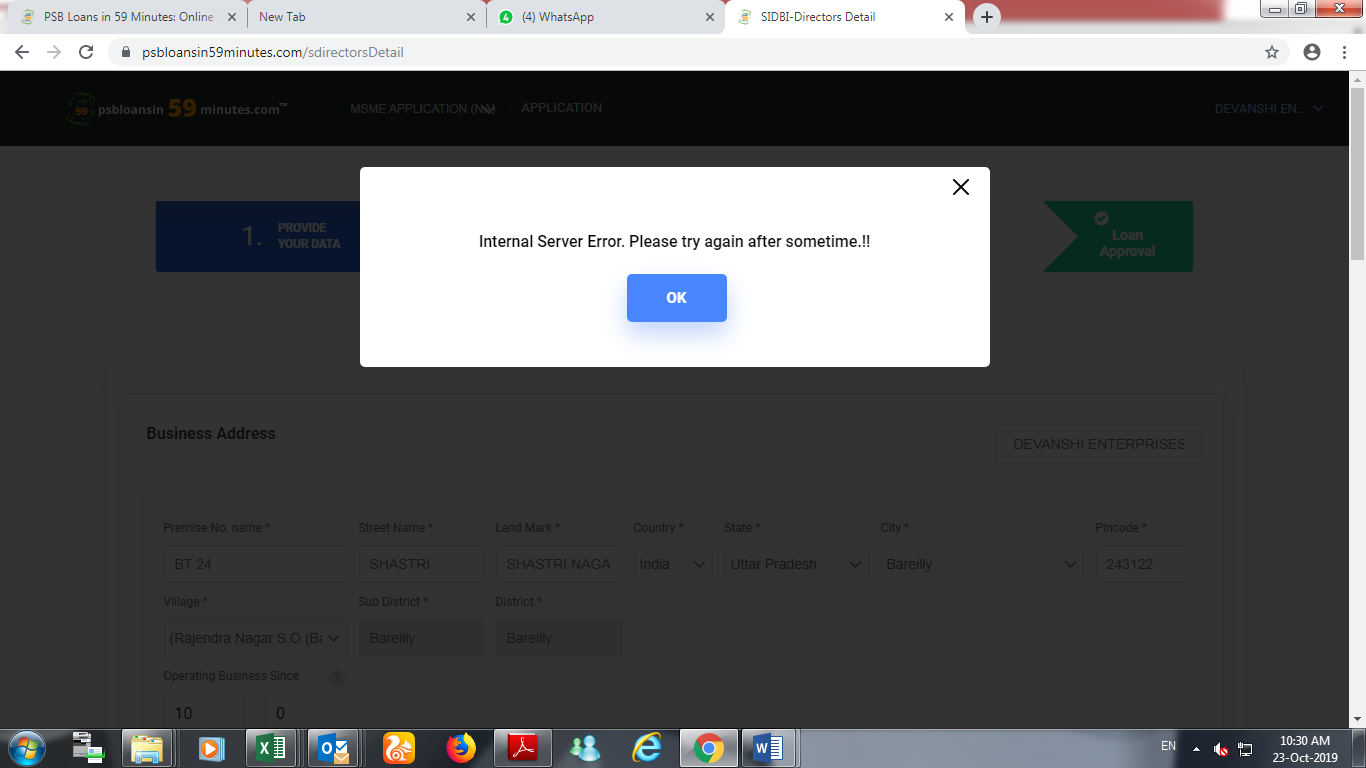 PSB Loans in 59 Minutes: Online
New Tab
(4) WhatsApp
SIDBI-Directors Detail
psbloansin59minutes.com/sdirectorsDetail
psbloansin 59 minutes.com™
MSME APPLICATION (N
APPLICATION
DEVANSHI EN...
1. PROVIDE
YOUR DATA
Loan
Approval
Internal Server Error. Please try again after sometime.!!
OK
Business Address
DEVANSHI ENTERPRISES
Premise No. name * Street Name * Land Mark * Country * State * City * Pincode *
BT 24 SHASTRI SHASTRI NAGA India Uttar Pradesh Bareilly 243122
Village * Sub District * District *
(Rajendra Nagar S.O (Ba Bareilly Bareilly
Operating Business Since ?
10 0
EN
10:30 AM
23-Oct-2019